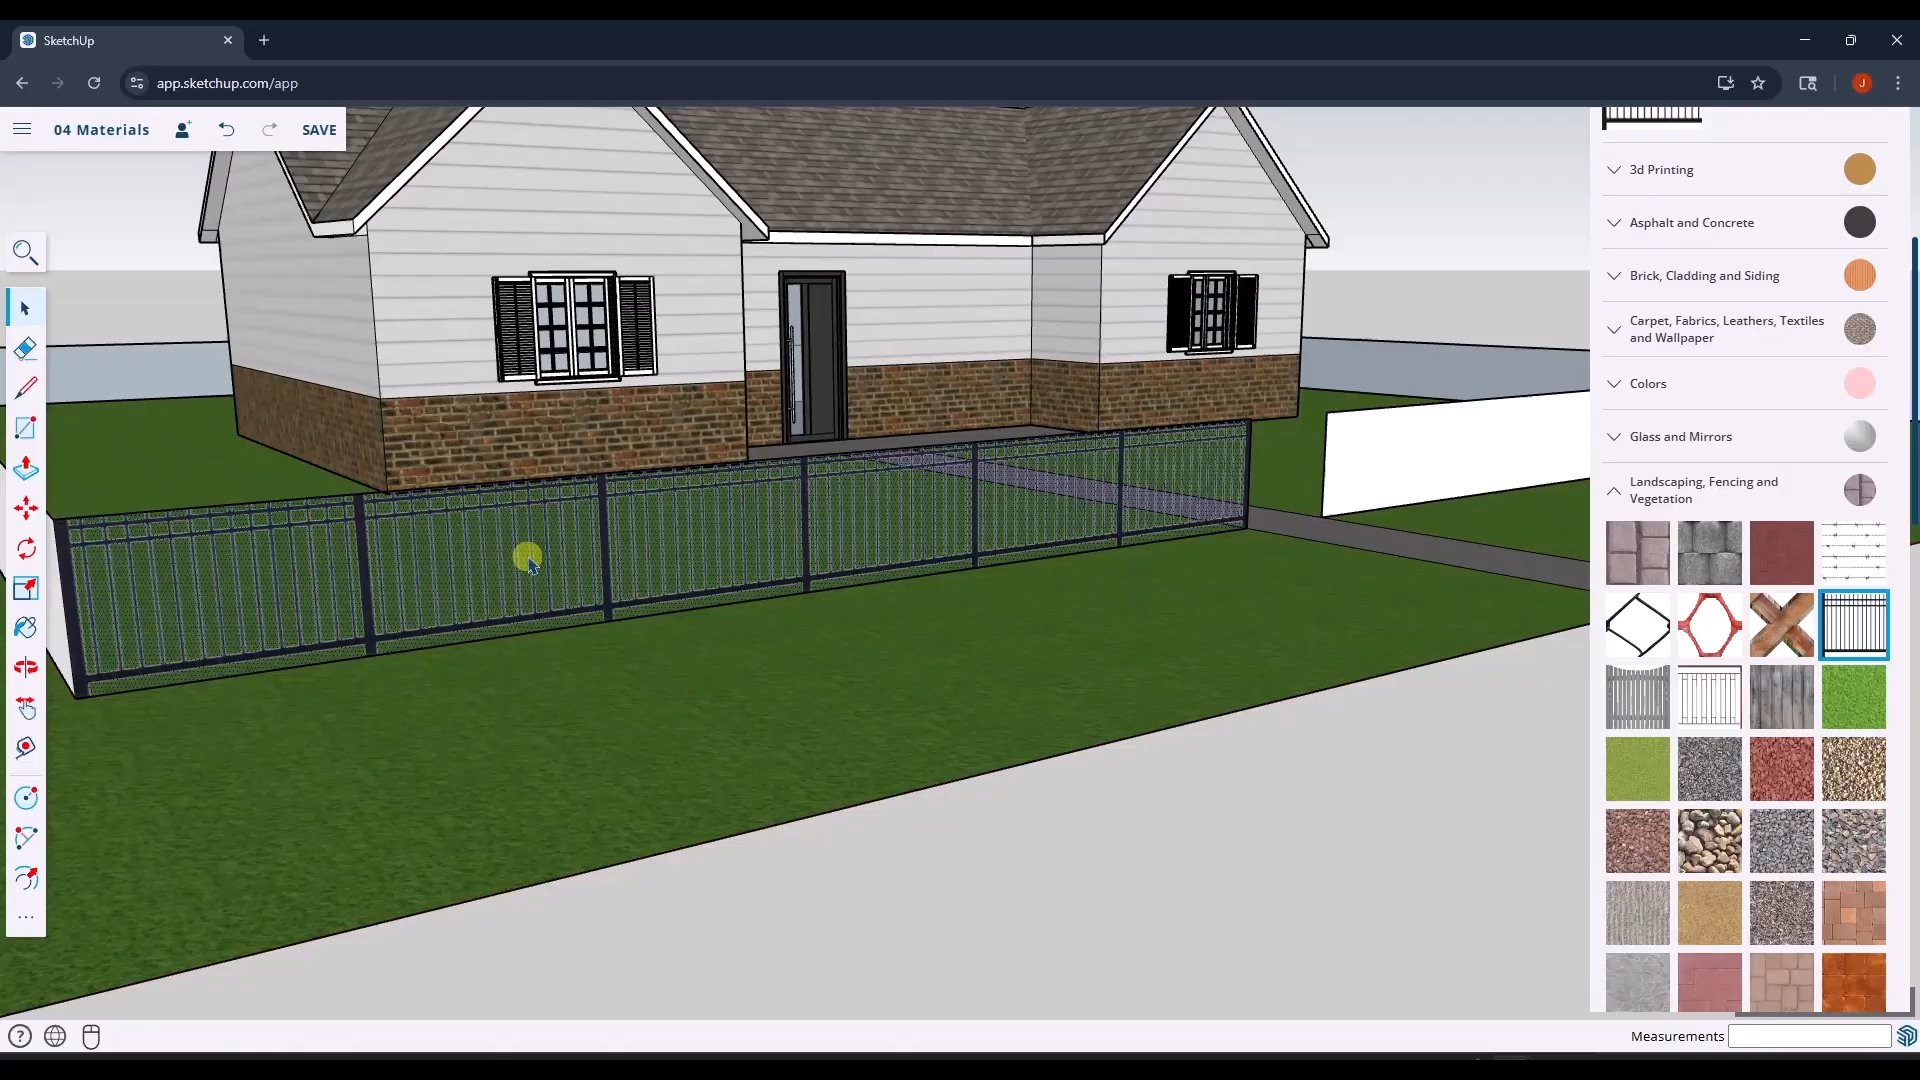 SketchUp
app.sketchup.com/app
J
04 Materials
SAVE
3d Printing
Asphalt and Concrete
Brick, Cladding and Siding
Carpet, Fabrics, Leathers, Textiles
and Wallpaper
Colors
Glass and Mirrors
Landscaping, Fencing and
Vegetation
?
Measurements